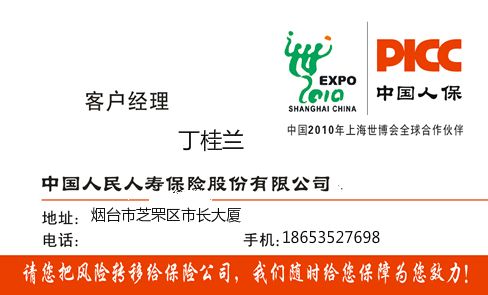 EXPO
2010
SHANGHAI CHINA
PICC
中国人保
中国2010年上海世博会全球合作伙伴
客户经理
丁桂兰
中国人民人寿保险股份有限公司
地址: 烟台市芝罘区市长大厦
电话: 手机:18653527698
请您把风险转移给保险公司，我们随时给您保障为您致力!